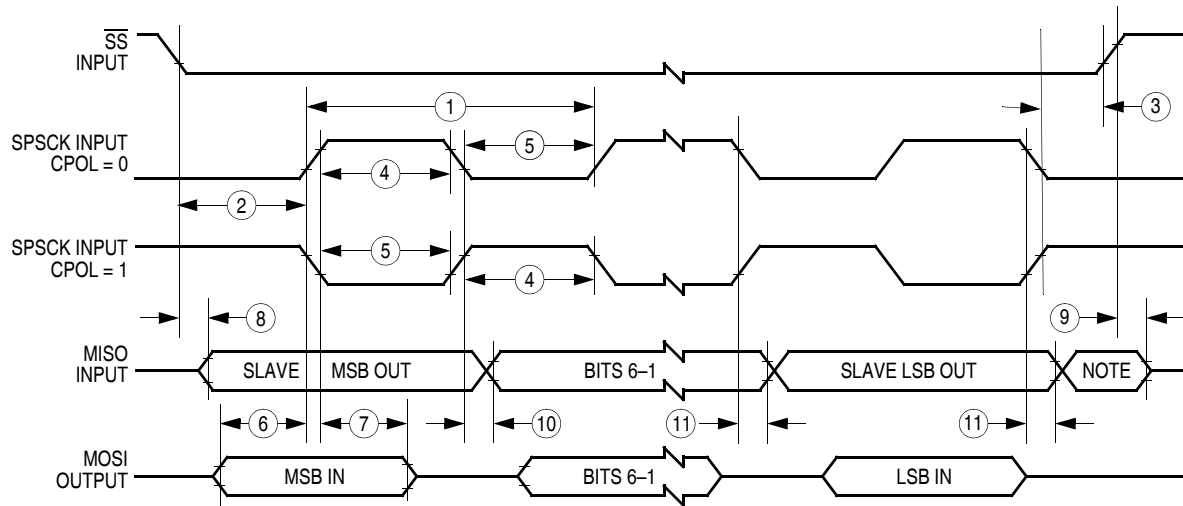 SS
INPUT
1
3
SPSCK INPUT
CPOL = 0
5
4
2
SPSCK INPUT
CPOL = 1
5
4
8
9
MISO
INPUT
SLAVE
MSB OUT
BITS 6–1
SLAVE LSB OUT
NOTE
6
7
10
11
11
MOSI
OUTPUT
MSB IN
BITS 6–1
LSB IN